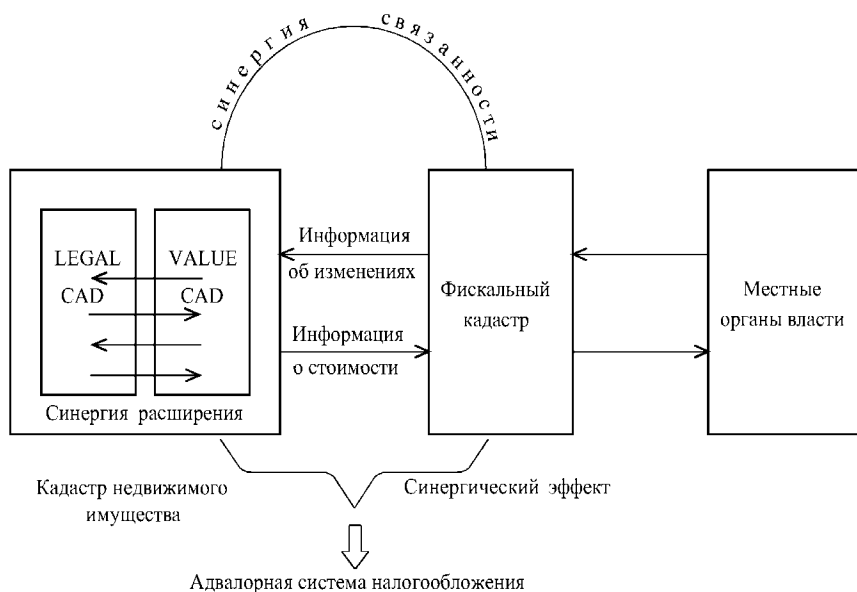 синергия связанности
LEGAL
CAD
VALUE
CAD
Синергия расширения
Информация
об изменениях
Информация
о стоимости
Фискальный
кадастр
Местные
органы власти
Кадастр недвижимого
имущества
Синергический эффект
Адвалорная система налогообложения